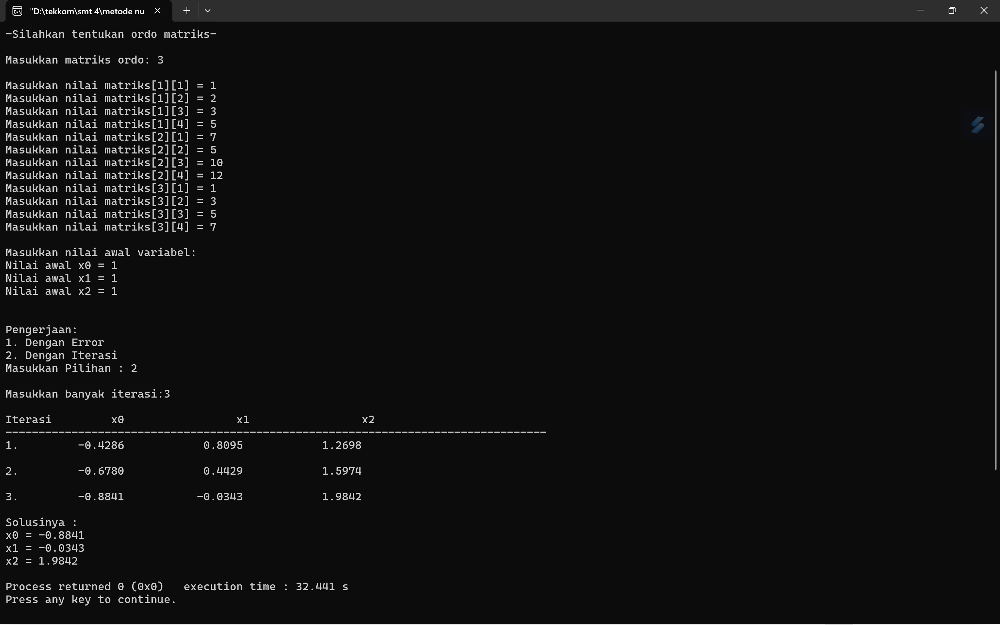 "D:\tekkom\smt 4\metode nu
-Silahkan tentukan ordo matriks-
Masukkan matriks ordo: 3
Masukkan nilai matriks[1][1] = 1
Masukkan nilai matriks[1][2] = 2
Masukkan nilai matriks[1][3] = 3
Masukkan nilai matriks[1][4] = 5
Masukkan nilai matriks[2][1] = 7
Masukkan nilai matriks[2][2] = 5
Masukkan nilai matriks[2][3] = 10
Masukkan nilai matriks[2][4] = 12
Masukkan nilai matriks[3][1] = 1
Masukkan nilai matriks[3][2] = 3
Masukkan nilai matriks[3][3] = 5
Masukkan nilai matriks[3][4] = 7
Masukkan nilai awal variabel:
Nilai awal x0 = 1
Nilai awal x1 = 1
Nilai awal x2 = 1
Pengerjaan:
1. Dengan Error
2. Dengan Iterasi
Masukkan Pilihan : 2
Masukkan banyak iterasi:3
Iterasi x0 x1 x2
----------------------------------------------------------------------------------
1. -0.4286 0.8095 1.2698
2. -0.6780 0.4429 1.5974
3. -0.8841 -0.0343 1.9842
Solusinya :
x0 = -0.8841
x1 = -0.0343
x2 = 1.9842
Process returned 0 (0x0) execution time : 32.441 s
Press any key to continue.